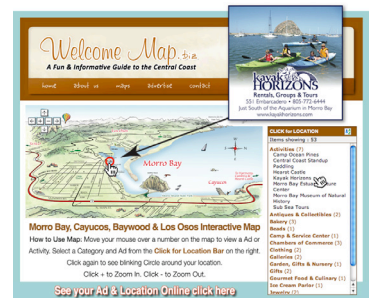 Welcome Map.biz
A Fun & Informative Guide to the Central Coast
home about us maps advertise contact
kayak
HORIZONS
Rentals, Groups & Tours
551 Embarcadero • 805-772-6444
Just South of the Aquarium in Morro Bay
www.kayakhorizons.com
Morro Bay
Cayucos
CLICK for LOCATION
Items showing : 53
Activities (7)
Camp Ocean Pines
Central Coast Standup
Paddling
Hearst Castle
Kayak Horizons
Morro Bay Estuary
Center
Morro Bay Museum of Natural
History
Sub Sea Tours
Antiques & Collectibles (2)
Bakery (3)
Beads (1)
Camp & Service Center (1)
Chambers of Commerce (3)
Clothing (2)
Galleries (2)
Garden, Gifts & Nursery (1)
Gifts (2)
Gourmet Food & Culinary (1)
Ice Cream Parlor (1)
Jewelry (1)
Morro Bay, Cayucos, Baywood & Los Osos Interactive Map
How to Use Map: Move your mouse over a number on the map to view a Ad or
Activity. Select a Category and Ad from the Click for Location Bar on the right.
Click again to see blinking Circle around your location.
Click + to Zoom In. Click - to Zoom Out.
See your Ad & Location Online click here